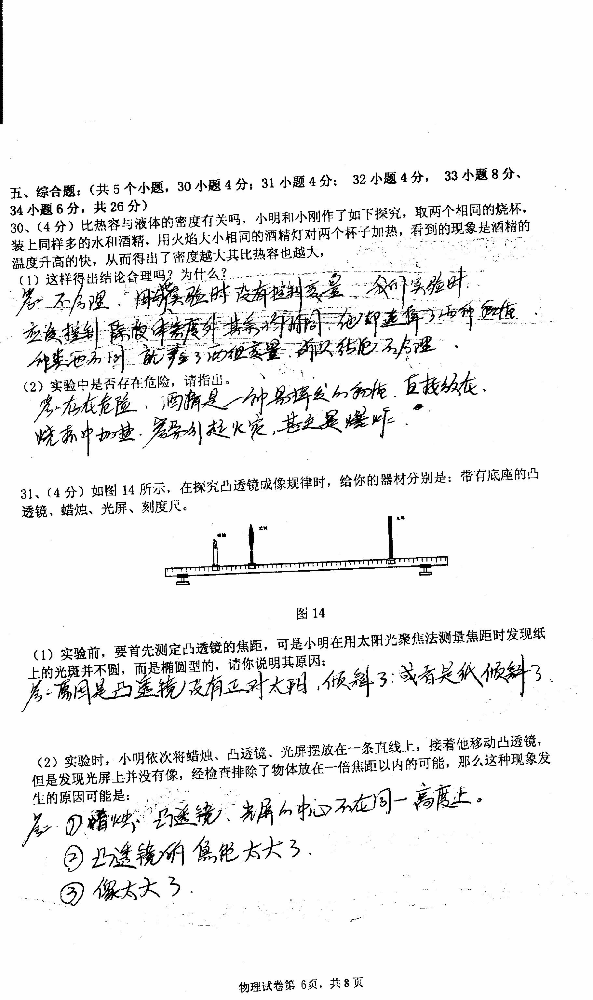 五、综合题:(共 5 个小题,30 小题 4 分;31 小题 4 分; 32 小题 4 分, 33 小题 8 分、
34 小题 6 分,共 26 分)
30、(4 分)比热容与液体的密度有关吗,小明和小刚作了如下探究,取两个相同的烧杯,
装上同样多的水和酒精,用火焰大小相同的酒精灯对两个杯子加热,看到的现象是酒精的
温度升高的快,从而得出了密度越大其比热容也越大,
(1)这样得出结论合理吗?为什么?
答: 不合理.因为实验时没有控制变量.我们实验时.
应该控制除液体密度外其余均相同,他却选择了两种物质.
种类也不同 就 了两组变量.所以结论不合理.
(2)实验中是否存在危险,请指出。
答:存在危险、酒精是一种易挥发的物质.直接放在、
烧杯中加热.容易引起火灾,甚至是爆炸.
31、(4 分)如图 14 所示,在探究凸透镜成像规律时,给你的器材分别是:带有底座的凸
透镜、蜡烛、光屏、刻度尺。
蜡烛
透镜
光屏
图 14
(1)实验前,要首先测定凸透镜的焦距,可是小明在用太阳光聚焦法测量焦距时发现纸
上的光斑并不圆,而是椭圆型的,请你说明其原因:
答:原因是凸透镜没有正对太阳,倾斜了:或者是纸倾斜了.
(2)实验时,小明依次将蜡烛、凸透镜、光屏摆放在一条直线上,接着他移动凸透镜,
但是发现光屏上并没有像,经检查排除了物体放在一倍焦距以内的可能,那么这种现象发
生的原因可能是:
答:①蜡烛、凸透镜、光屏的中心不在同一高度上。
②凸透镜的焦距太大了.
③像太大了.
物理试卷第 6页,共 8 页